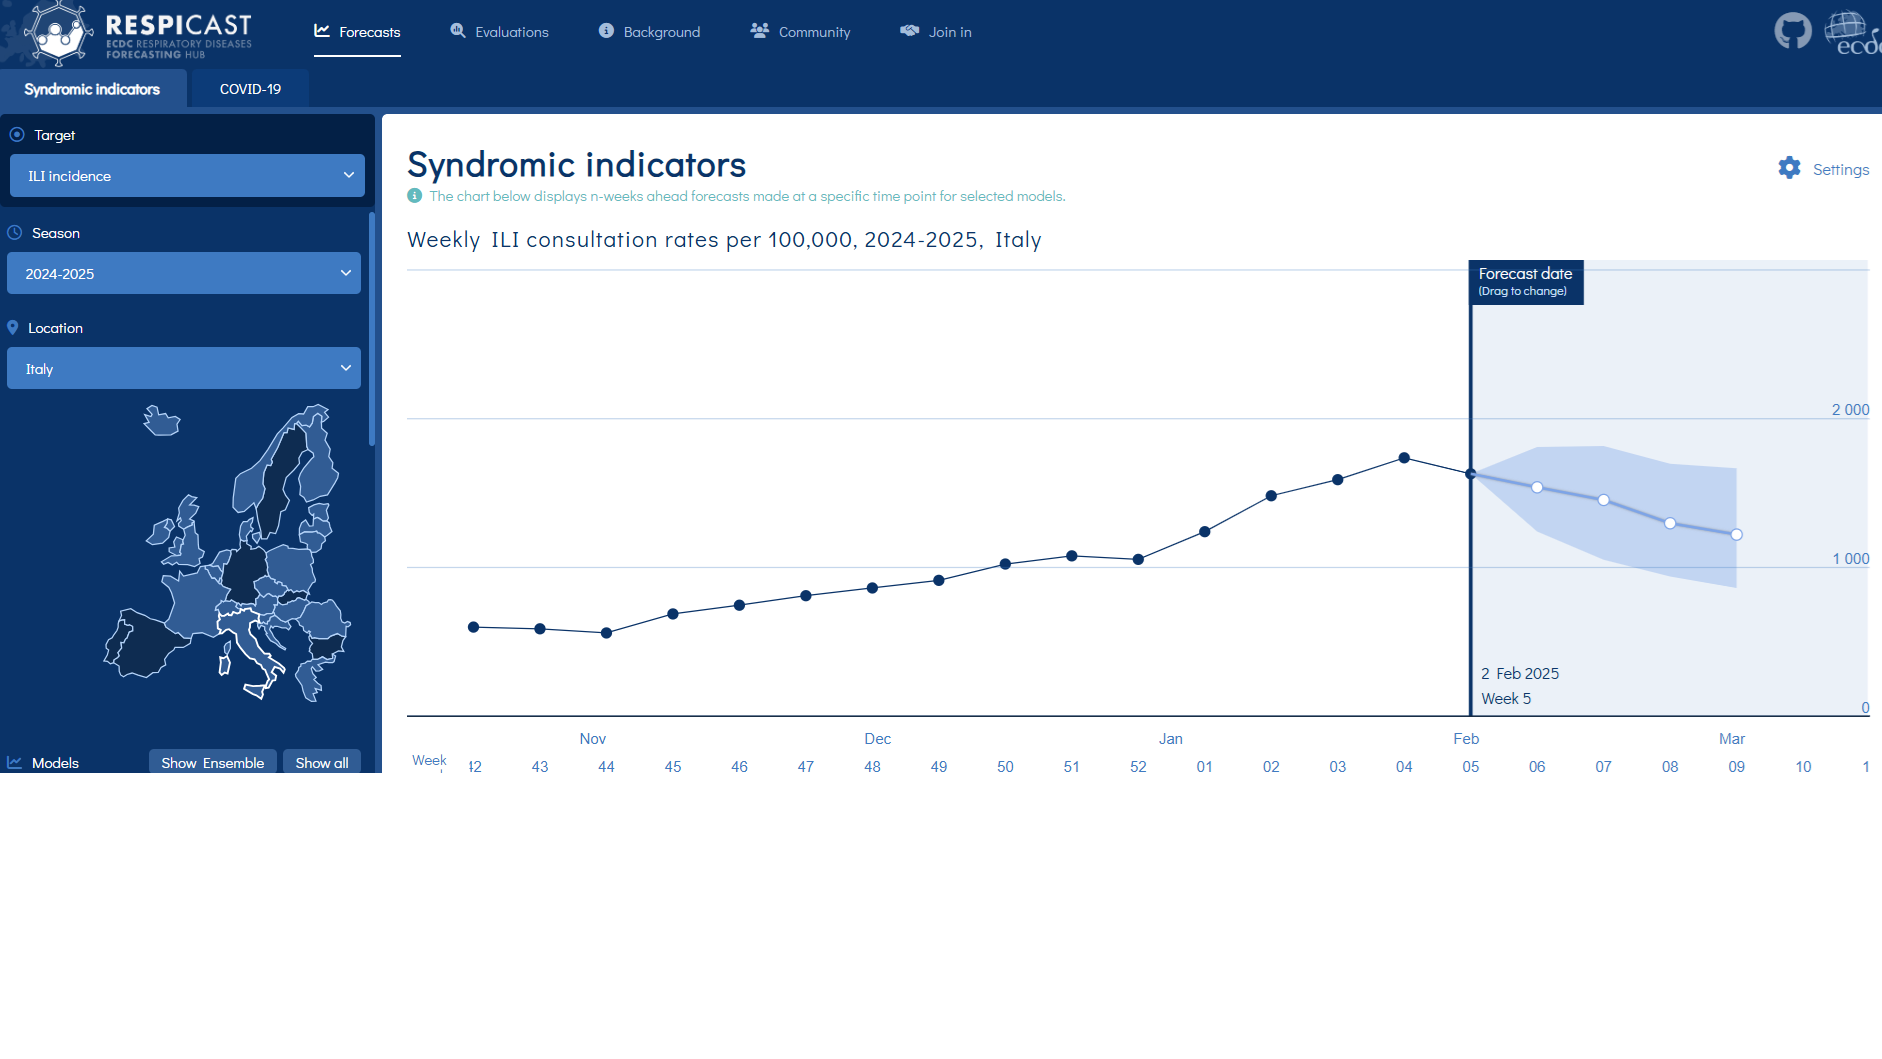 RESPICAST
ECDC RESPIRATORY DISEASES
FORECASTING HUB
Forecasts
Evaluations
Background
Community
Join in
ecdc
Syndromic indicators
COVID-19
Target
ILI incidence
Season
2024-2025
Location
Italy
Models
Show Ensemble
Show all
Syndromic indicators
The chart below displays n-weeks ahead forecasts made at a specific time point for selected models.
Settings
Weekly ILI consultation rates per 100,000, 2024-2025, Italy
Forecast date
(Drag to change)
2 000
1 000
0
2 Feb 2025
Week 5
Nov Dec Jan Feb Mar
Week 42 43 44 45 46 47 48 49 50 51 52 01 02 03 04 05 06 07 08 09 10 1